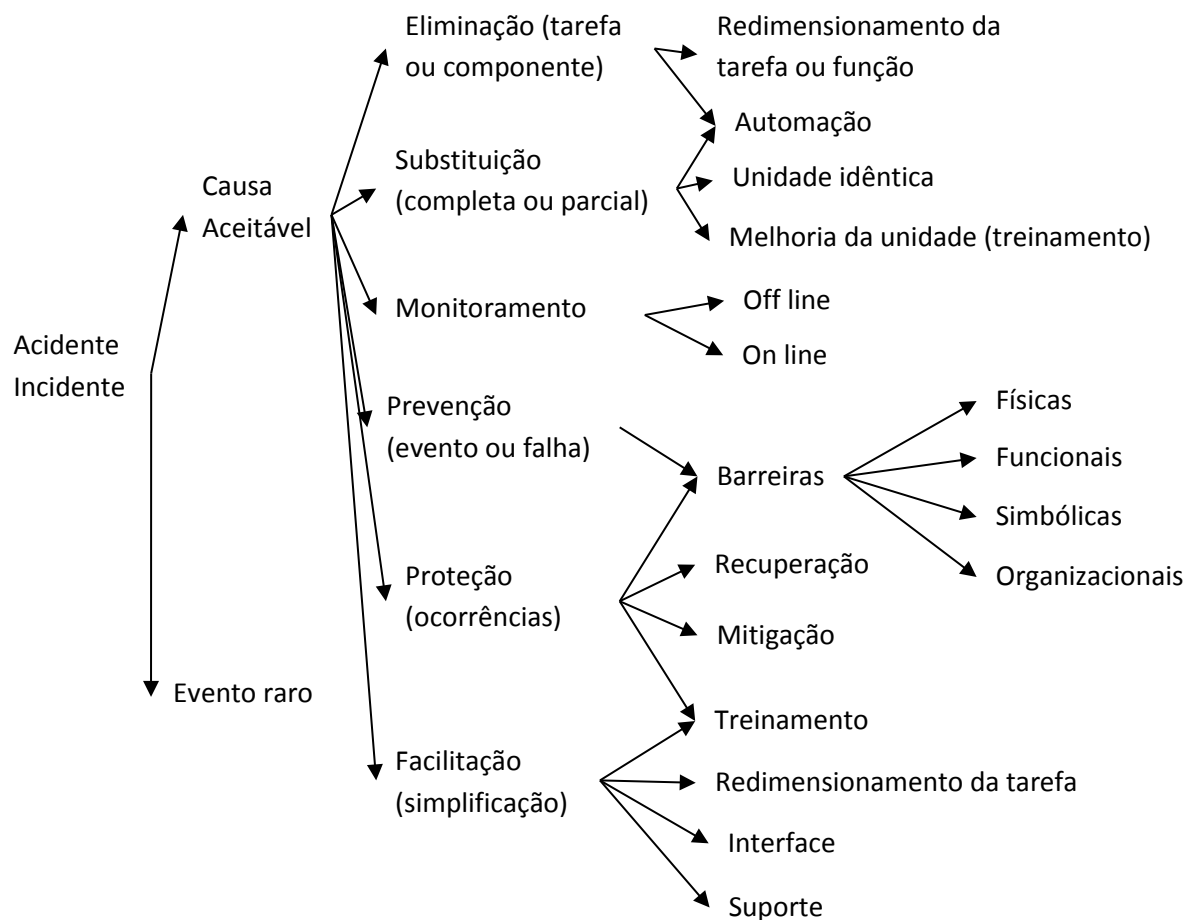 Acidente
Incidente
Causa
Aceitável
Evento raro
Eliminação (tarefa
ou componente)
Substituição
(completa ou parcial)
Monitoramento
Prevenção
(evento ou falha)
Proteção
(ocorrências)
Facilitação
(simplificação)
Redimensionamento da
tarefa ou função
Automação
Unidade idêntica
Melhoria da unidade (treinamento)
Off line
On line
Barreiras
Recuperação
Mitigação
Treinamento
Redimensionamento da tarefa
Interface
Suporte
Físicas
Funcionais
Simbólicas
Organizacionais